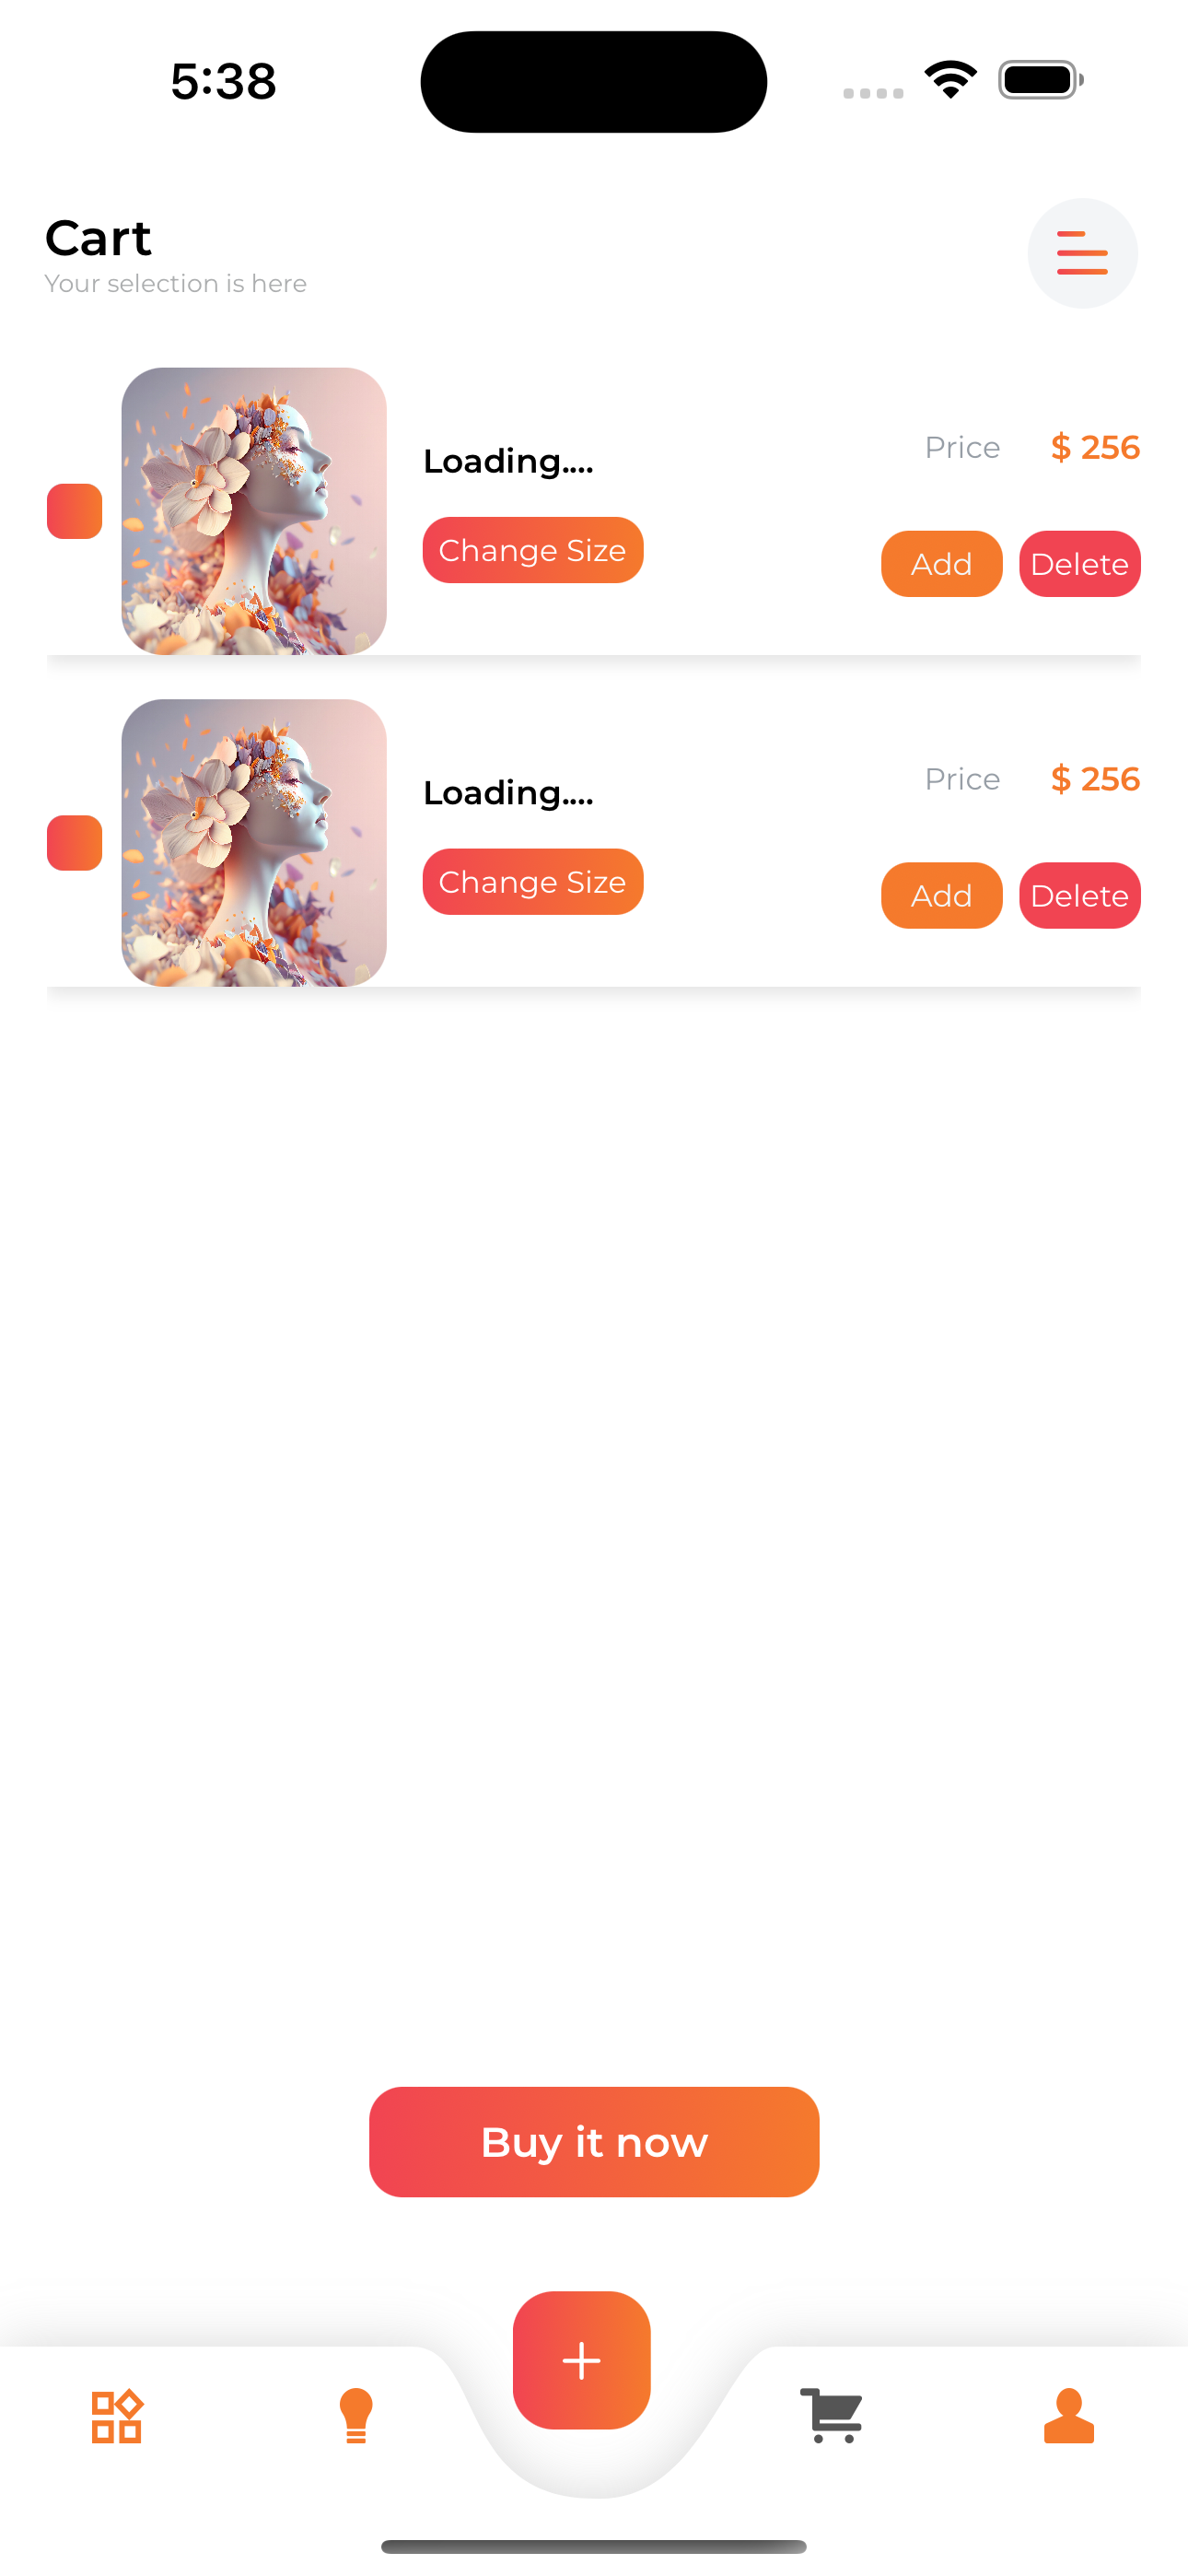 5:38
Cart
Your selection is here
Loading....
Price $ 256
Change Size
Add Delete
Loading....
Price $ 256
Change Size
Add Delete
Buy it now